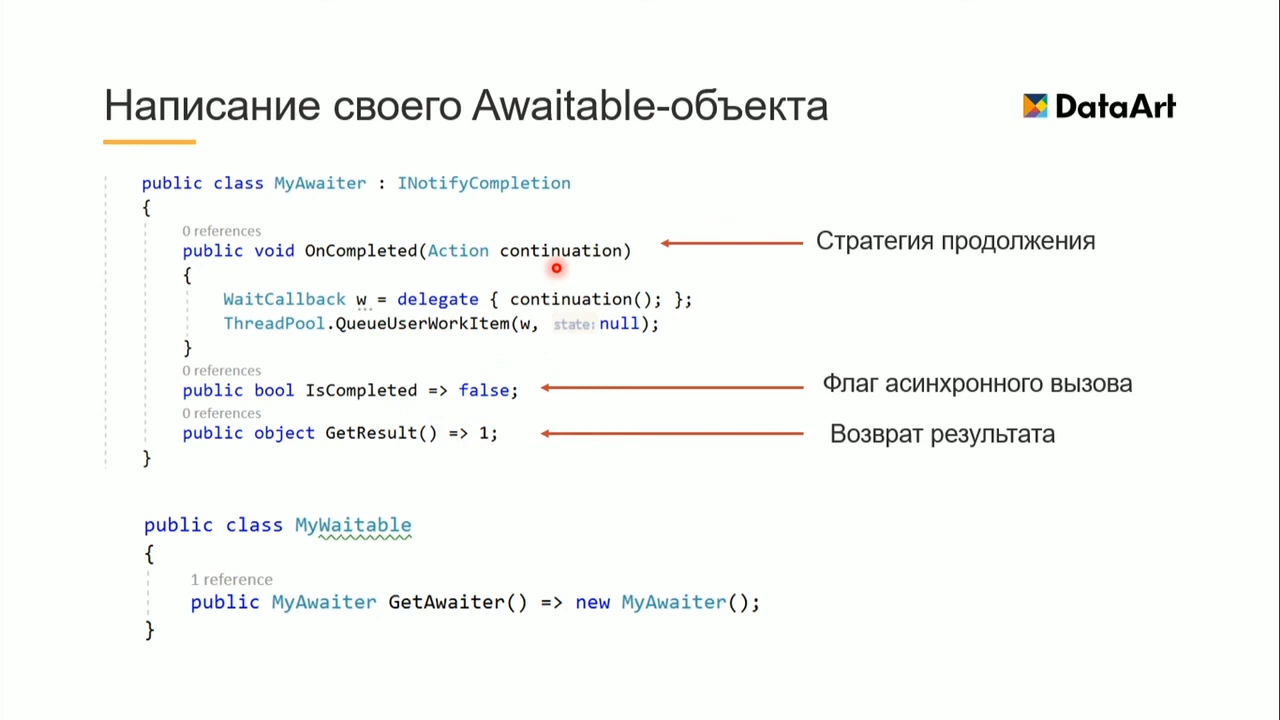 Написание своего Awaitable-объекта
DataArt
public class MyAwaiter : INotifyCompletion
{
0 references
public void OnCompleted(Action continuation)
Стратегия продолжения
{
WaitCallback w = delegate { continuation(); };
ThreadPool.QueueUserWorkItem(w, state: null);
}
0 references
public bool IsCompleted => false;
Флаг асинхронного вызова
0 references
public object GetResult() => 1;
Возврат результата
}
public class MyWaitable
{
1 reference
public MyAwaiter GetAwaiter() => new MyAwaiter();
}